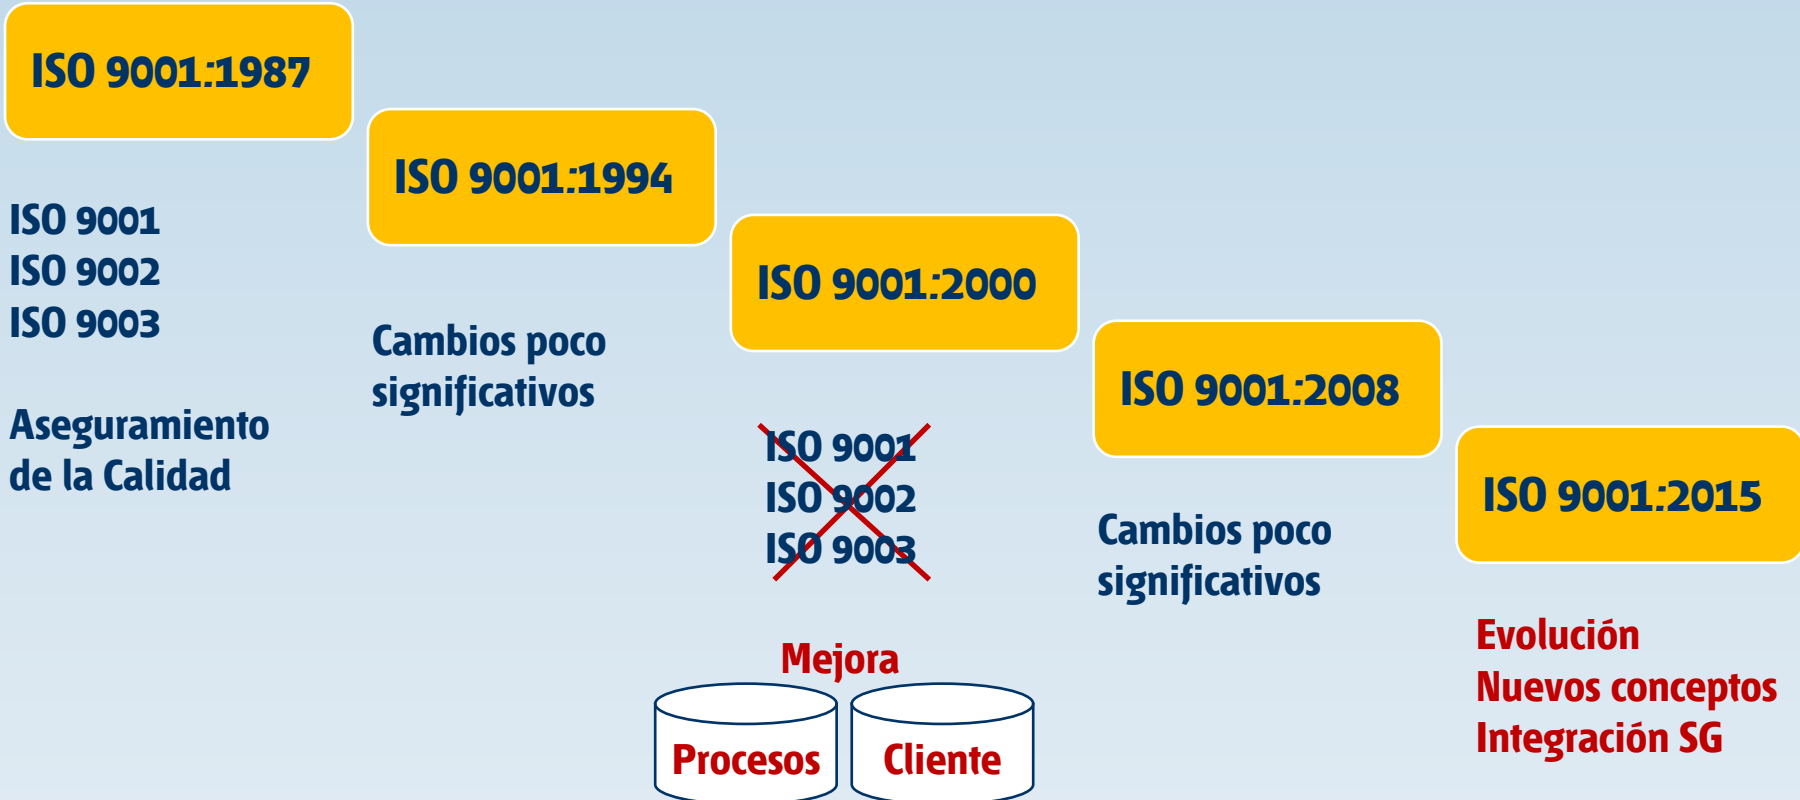 ISO 9001:1987
ISO 9001
ISO 9002
ISO 9003
Aseguramiento
de la Calidad
ISO 9001:1994
Cambios poco
significativos
ISO 9001:2000
ISO 9001
ISO 9002
ISO 9003
Mejora
Procesos
Cliente
ISO 9001:2008
Cambios poco
significativos
ISO 9001:2015
Evolución
Nuevos conceptos
Integración SG